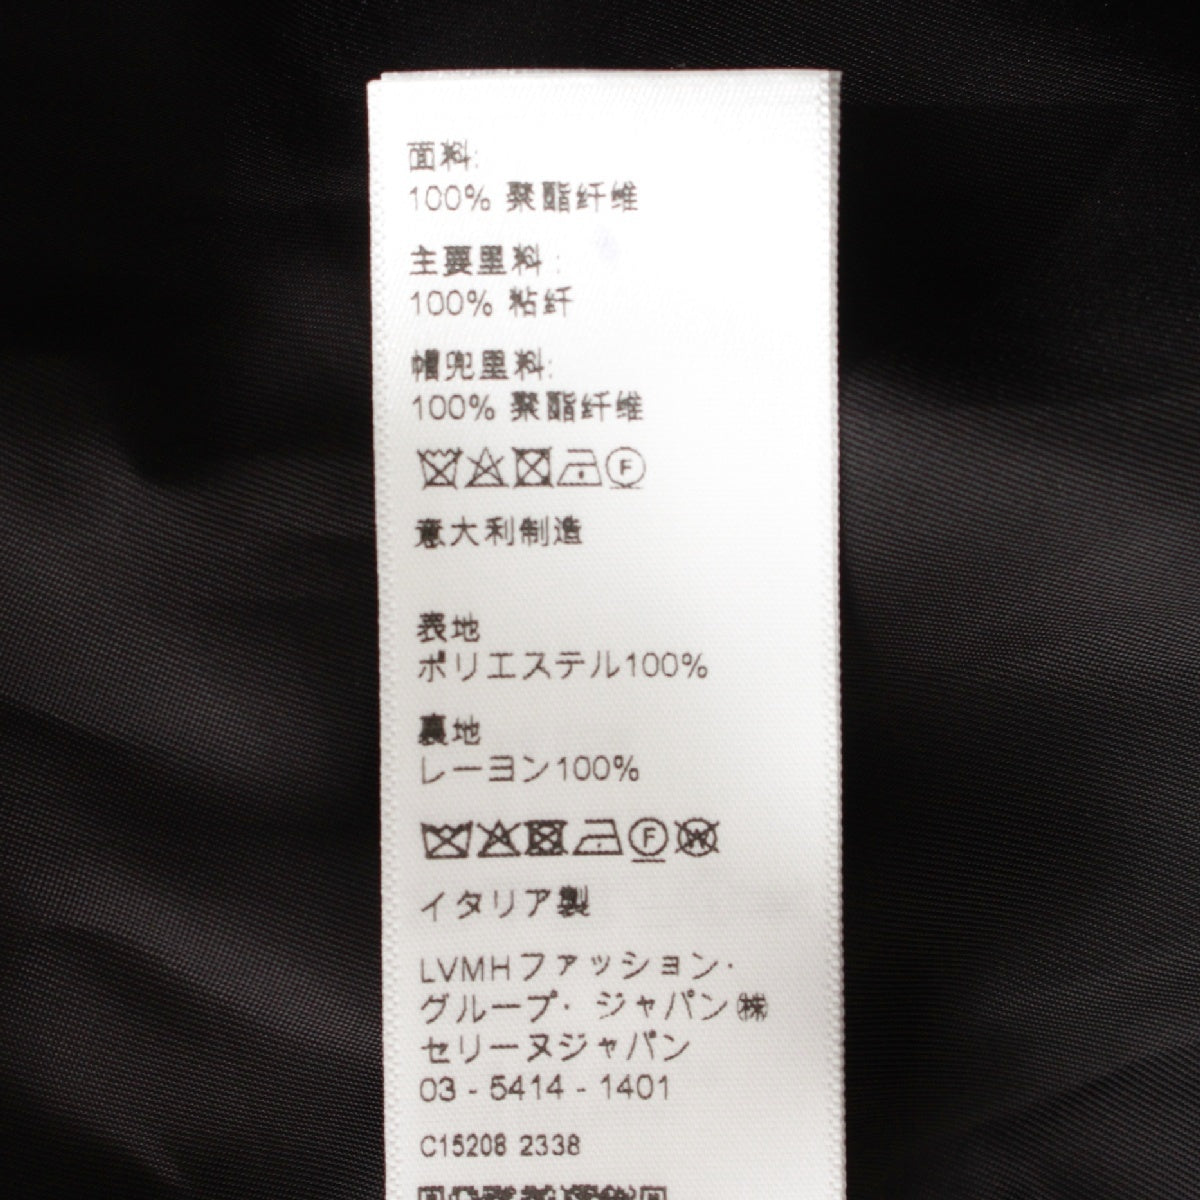 面料:
100% 聚酯纤维
主要里料:
100% 粘纤
帽兜里料:
100% 聚酯纤维
F
意大利制造
表地
ポリエステル100%
裏地
レーヨン100%
F W
イタリア製
LVMHファッション・
グループ・ジャパン㈱
セリーヌジャパン
03 - 5414 - 1401
C15208 2338